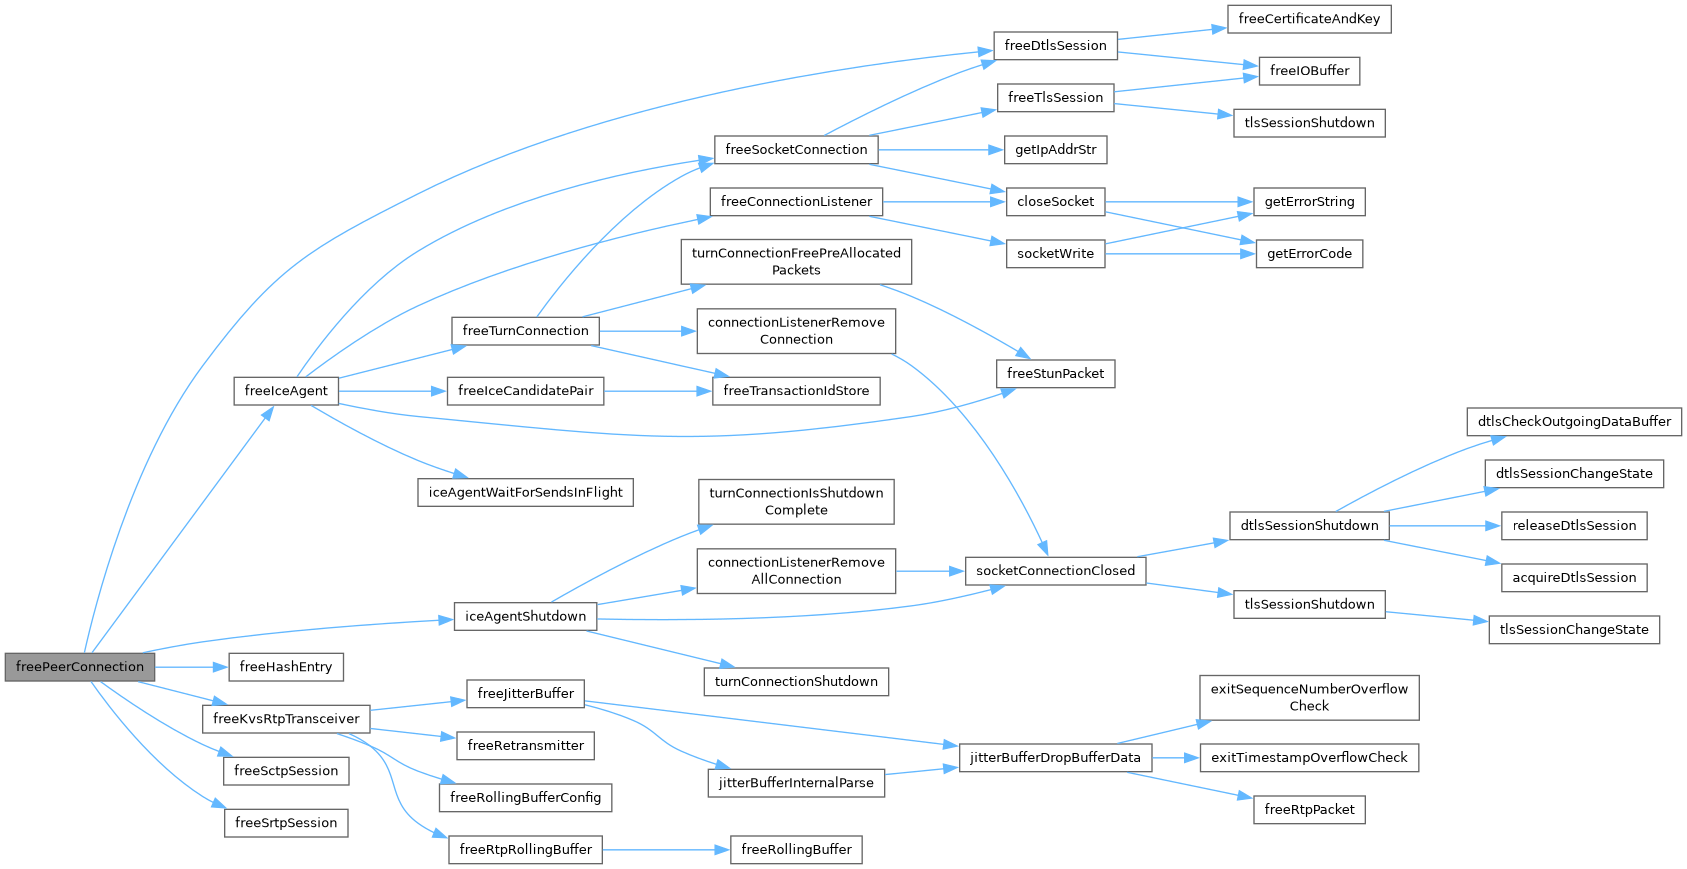 freeCertificateAndKey
freeDtlsSession
freeIOBuffer
freeTlsSession
tlsSessionShutdown
freeSocketConnection
getIpAddrStr
freeConnectionListener
closeSocket
getErrorString
socketWrite
getErrorCode
turnConnectionFreePreAllocated
Packets
freeTurnConnection
connectionListenerRemove
Connection
freeStunPacket
freeIceAgent
freeIceCandidatePair
freeTransactionIdStore
dtlsCheckOutgoingDataBuffer
dtlsSessionChangeState
iceAgentWaitForSendsInFlight
turnConnectionIsShutdown
Complete
dtlsSessionShutdown
releaseDtlsSession
connectionListenerRemove
AllConnection
socketConnectionClosed
acquireDtlsSession
iceAgentShutdown
tlsSessionShutdown
tlsSessionChangeState
freePeerConnection
freeHashEntry
turnConnectionShutdown
freeJitterBuffer
exitSequenceNumberOverflow
Check
freeKvsRtpTransceiver
freeRetransmitter
jitterBufferDropBufferData
exitTimestampOverflowCheck
freeSctpSession
jitterBufferInternalParse
freeRollingBufferConfig
freeRtpPacket
freeSrtpSession
freeRtpRollingBuffer
freeRollingBuffer